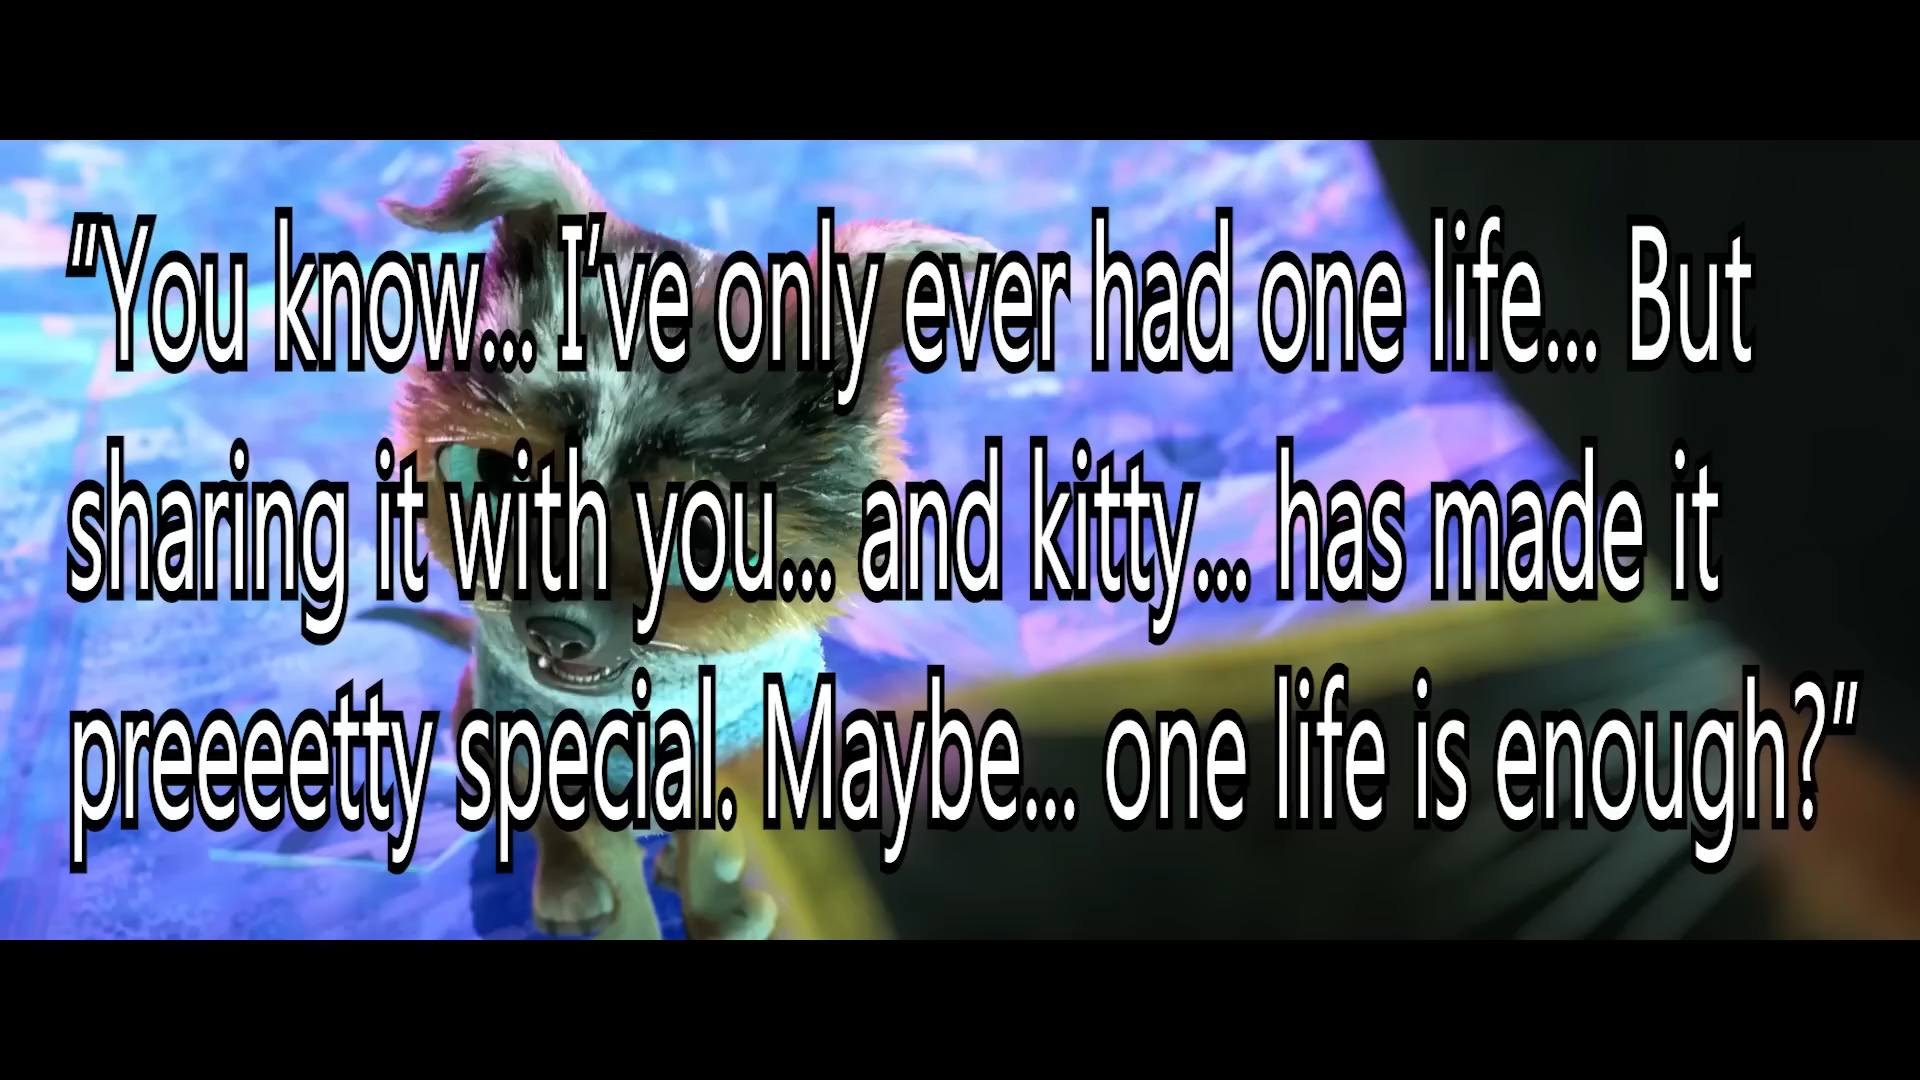 "You know... I've only ever had one life... But
sharing it with you... and kitty... has made it
preeeetty special. Maybe... one life is enough?"